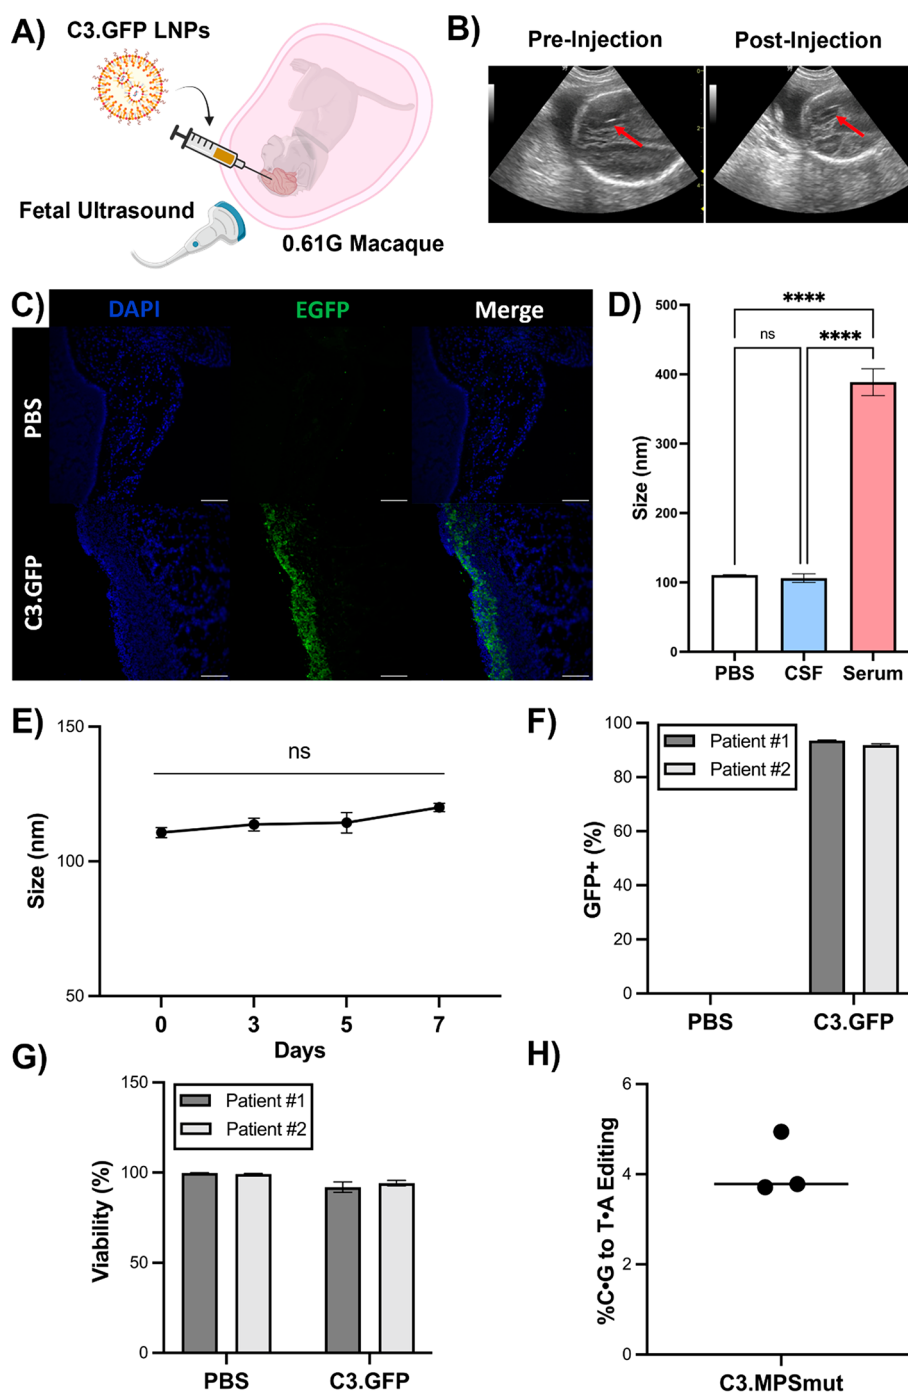 A)
C3.GFP LNPs
Fetal Ultrasound
0.61G Macaque
B)
Pre-Injection
Post-Injection
2
4
C)
DAPI
EGFP
Merge
PBS
C3.GFP
D)
500
400
300
200
100
0
Size (nm)
****
ns
****
PBS
CSF
Serum
E)
150
100
50
Size (nm)
ns
0
3
5
7
Days
F)
100
80
60
40
20
0
GFP+ (%)
Patient #1
Patient #2
PBS
C3.GFP
G)
150
100
50
0
Viability (%)
Patient #1
Patient #2
PBS
C3.GFP
H)
6
4
2
0
%C•G to T•A Editing
C3.MPSmut